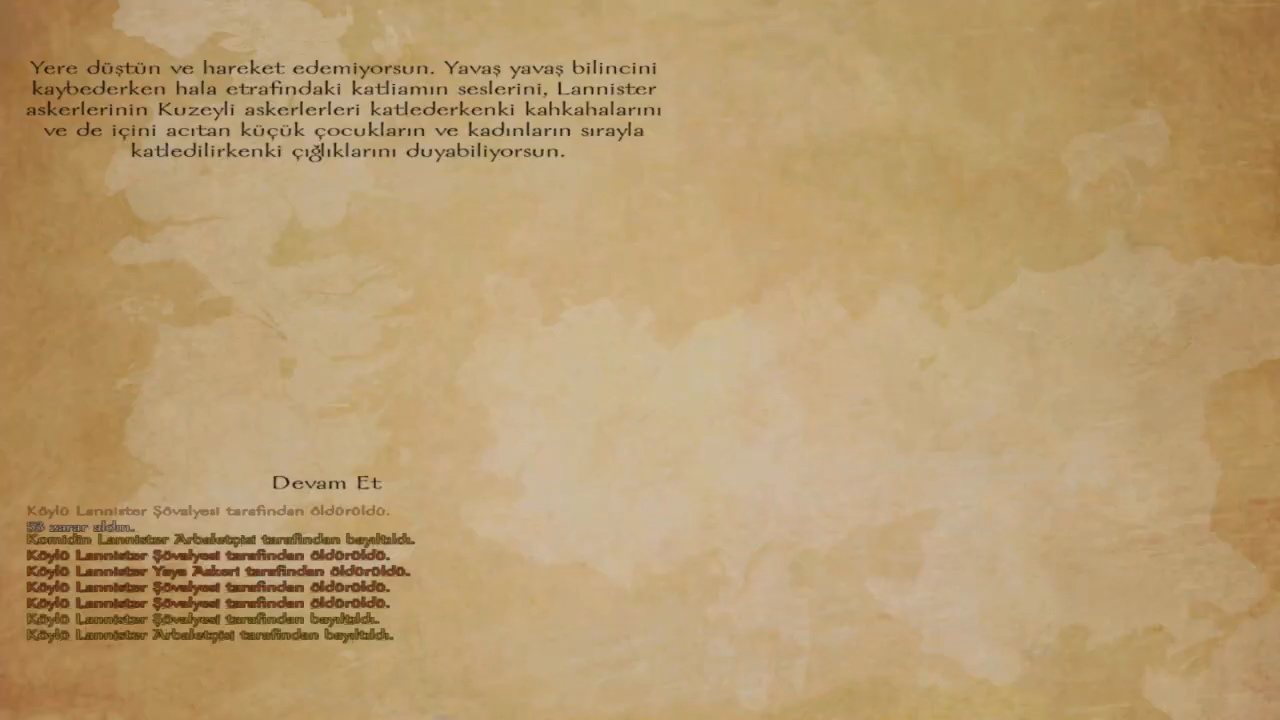 Yere düştün ve hareket edemiyorsun. Yavaş yavaş bilincini
kaybederken hala etrafındaki katliamın seslerini, Lannister
askerlerinin Kuzeyli askerlerleri katlederkenki kahkahalarını
ve de içini acıtan küçük çocukların ve kadınların sırayla
katledilirkenki çığlıklarını duyabiliyorsun.
Devam Et
Köylü Lannister Şövalyesi tarafından öldürüldü.
53 zarar aldın.
Komidin Lannister Arbaletçisi tarafından bayıltıldı.
Köylü Lannister Şövalyesi tarafından öldürüldü.
Köylü Lannister Yaya Askeri tarafından öldürüldü.
Köylü Lannister Şövalyesi tarafından öldürüldü.
Köylü Lannister Şövalyesi tarafından öldürüldü.
Köylü Lannister Şövalyesi tarafından bayıltıldı.
Köylü Lannister Arbaletçisi tarafından bayıltıldı.